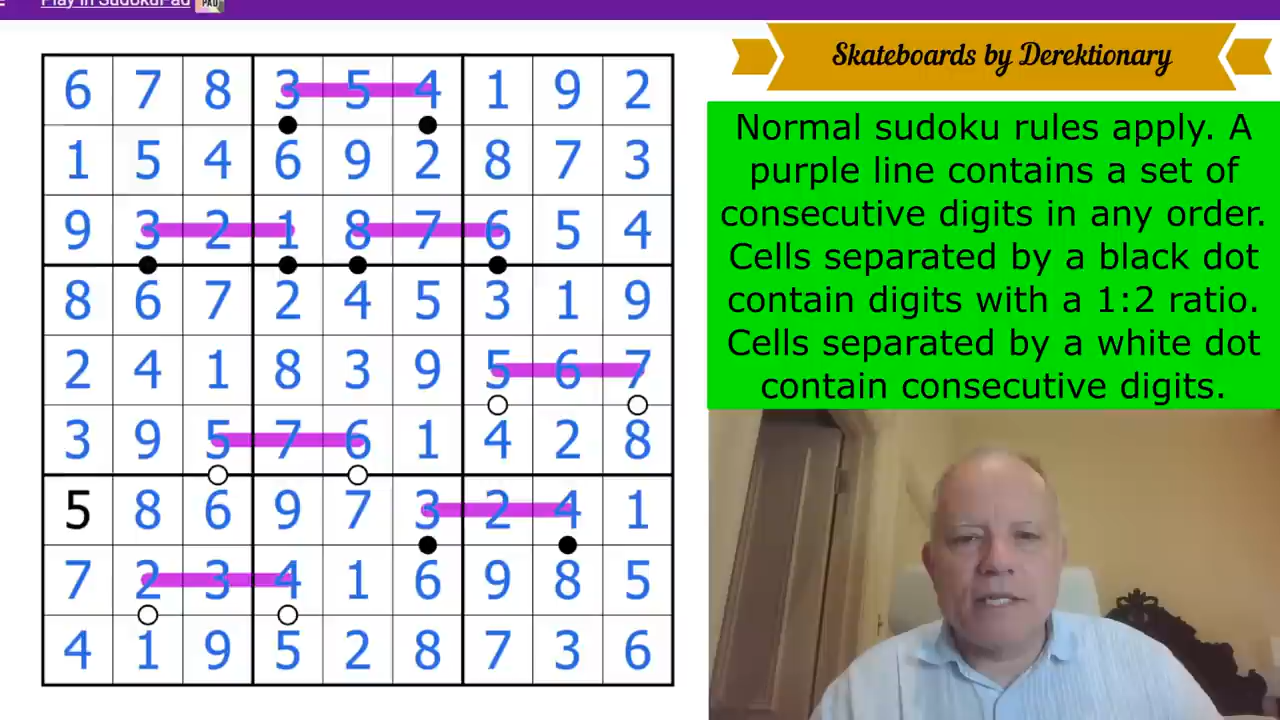 Play in SudokuPad
PAD
Skateboards by Derektionary
Normal sudoku rules apply. A
purple line contains a set of
consecutive digits in any order.
Cells separated by a black dot
contain digits with a 1:2 ratio.
Cells separated by a white dot
contain consecutive digits.
6 7 8 3 5 4 1 9 2
1 5 4 6 9 2 8 7 3
9 3 2 1 8 7 6 5 4
8 6 7 2 4 5 3 1 9
2 4 1 8 3 9 5 6 7
3 9 5 7 6 1 4 2 8
5 8 6 9 7 3 2 4 1
7 2 3 4 1 6 9 8 5
4 1 9 5 2 8 7 3 6